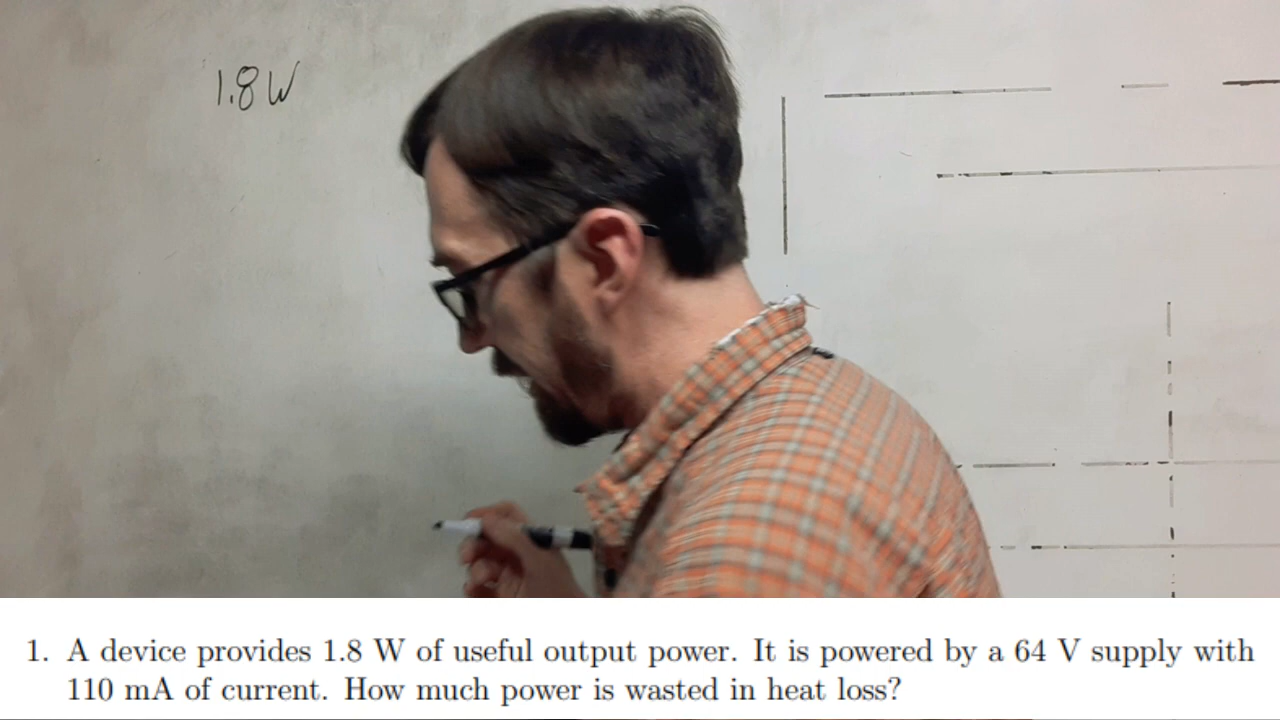 1.8 W
1. A device provides 1.8 W of useful output power. It is powered by a 64 V supply with
110 mA of current. How much power is wasted in heat loss?